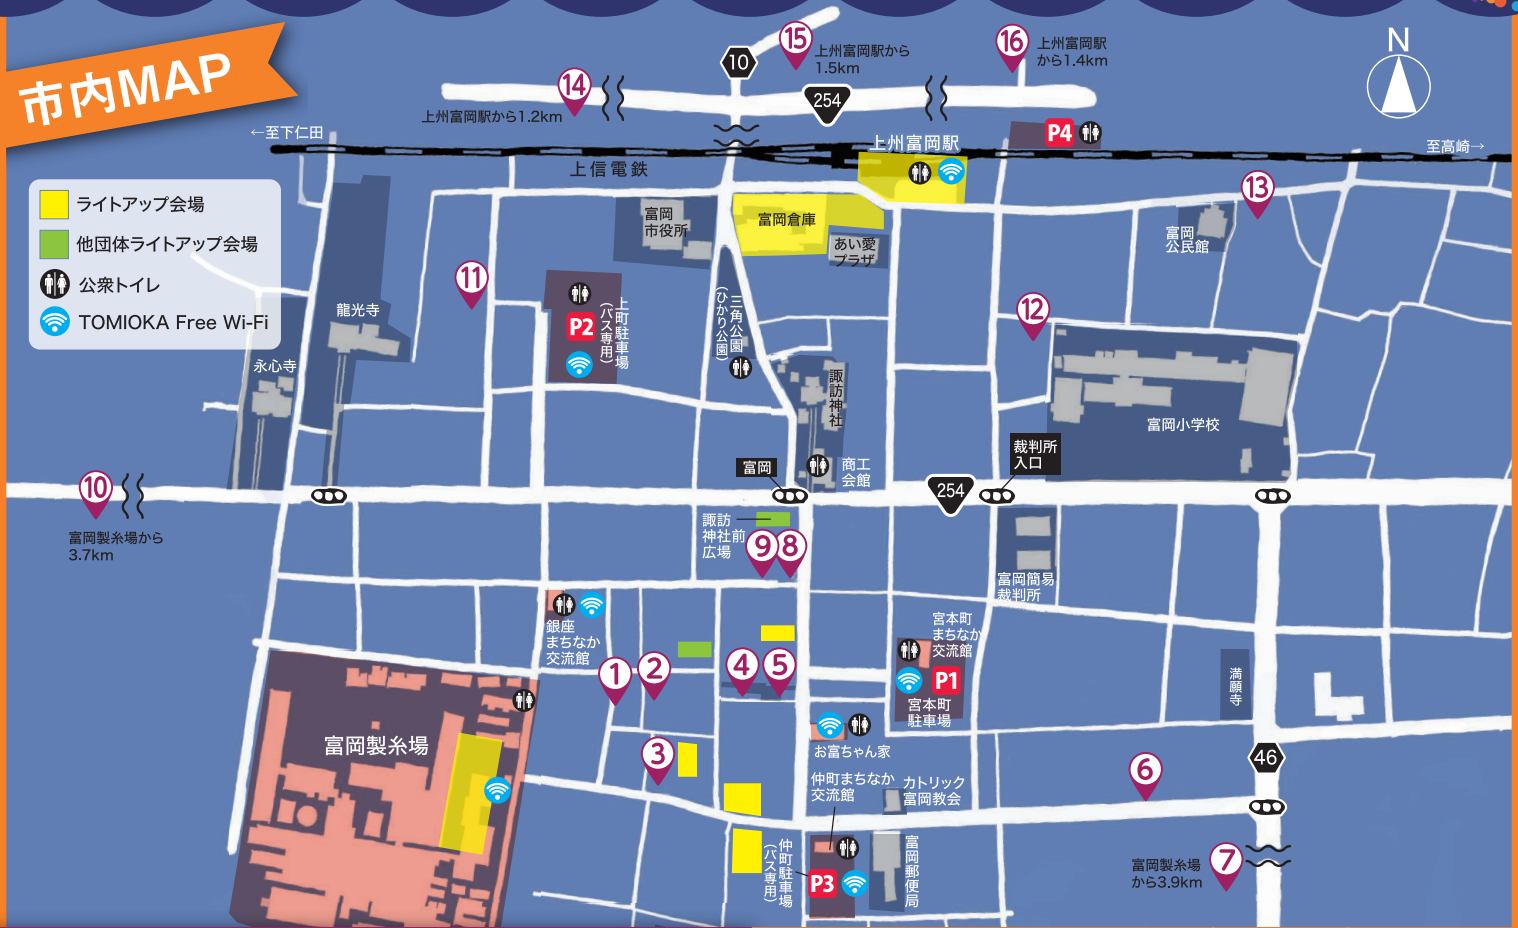 市内MAP
N
10
15
上州富岡駅から
1.5km
16
上州富岡駅
から1.4km
14
上州富岡駅から1.2km
254
←至下仁田
上信電鉄
上州富岡駅
P4
至高崎→
ライトアップ会場
他団体ライトアップ会場
公衆トイレ
TOMIOKA Free Wi-Fi
13
富岡
市役所
富岡倉庫
あい愛
プラザ
富岡
公民館
11
龍光寺
永心寺
P2
上町駐車場
(バス専用)
三角公園
(ひかり公園)
12
諏訪神社
富岡小学校
富岡
商工
会館
254
裁判所
入口
10
富岡製糸場から
3.7km
諏訪
神社前
広場
9
8
富岡簡易
裁判所
銀座
まちなか
交流館
宮本町
まちなか
交流館
P1
宮本町
駐車場
満願寺
1
2
4
5
富岡製糸場
3
お富ちゃん家
仲町まちなか
交流館
カトリック
富岡教会
6
46
仲町駐車場
(バス専用)
P3
富岡郵便局
富岡製糸場
から3.9km
7